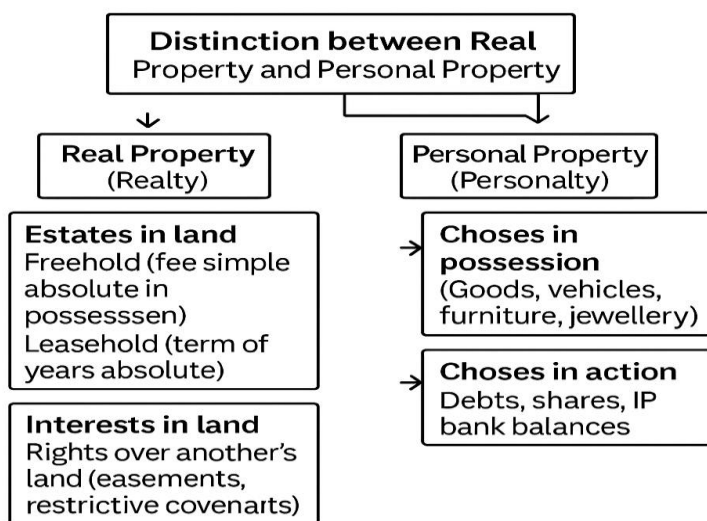 Distinction between Real
Property and Personal Property
Real Property
(Realty)
Personal Property
(Personalty)
Estates in land
Freehold (fee simple
absolute in
possesssen)
Leasehold (term of
years absolute)
Interests in land
Rights over another's
land (easements,
restrictive covenarts)
Choses in
possession
(Goods, vehicles,
furniture, jewellery)
Choses in action
Debts, shares, IP
bank balances